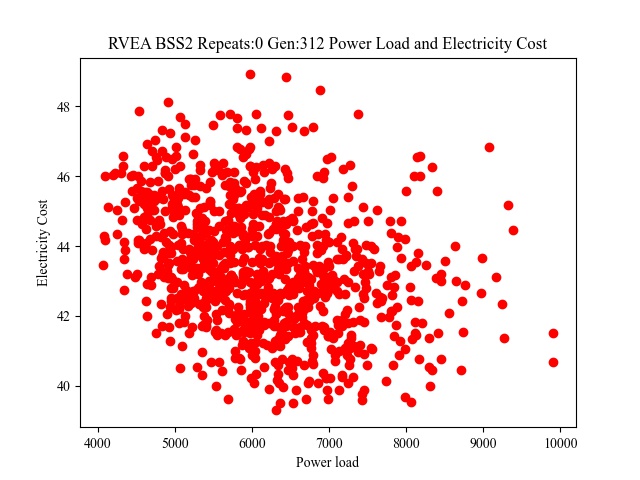 RVEA BSS2 Repeats:0 Gen:312 Power Load and Electricity Cost
Electricity Cost
48
46
44
42
40
4000 5000 6000 7000 8000 9000 10000
Power load